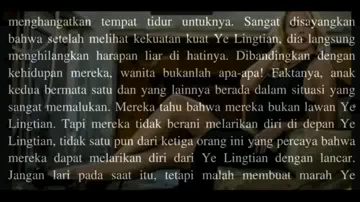 menghangatkan tempat tidur untuknya. Sangat disayangkan
bahwa setelah melihat kekuatan kuat Ye Lingtian, dia langsung
menghilangkan harapan liar di hatinya. Dibandingkan dengan
kehidupan mereka, wanita bukanlah apa-apa! Faktanya, anak
kedua bermata satu dan yang lainnya berada dalam situasi yang
sangat memalukan. Mereka tahu bahwa mereka bukan lawan Ye
Lingtian. Tapi mereka tidak berani melarikan diri di depan Ye
Lingtian, tidak satu pun dari ketiga orang ini yang percaya bahwa
mereka dapat melarikan diri dari Ye Lingtian dengan lancar.
Jangan lari pada saat itu, tetapi malah membuat marah Ye